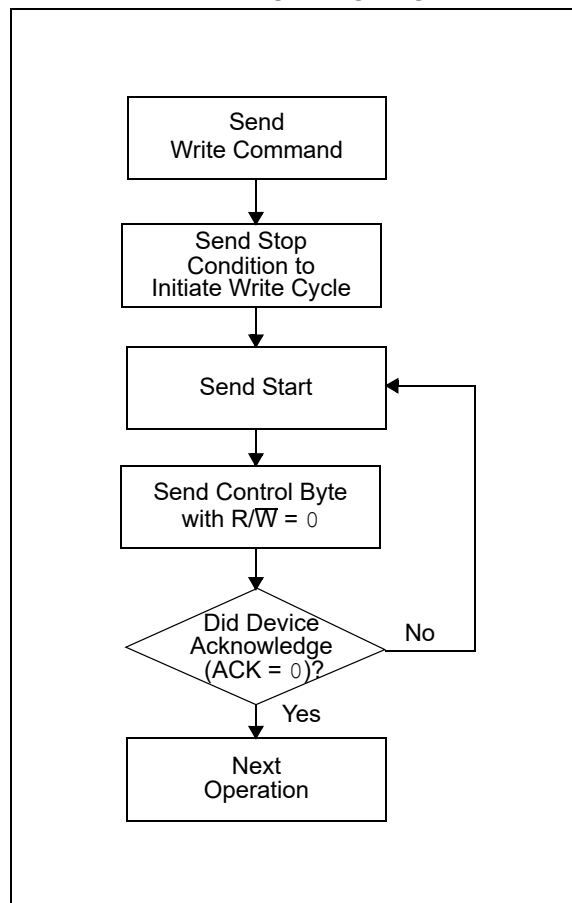 Send
Write Command
Send Stop
Condition to
Initiate Write Cycle
Send Start
Send Control Byte
with R/W̅ = 0
Did Device
Acknowledge
(ACK = 0)?
No
Yes
Next
Operation